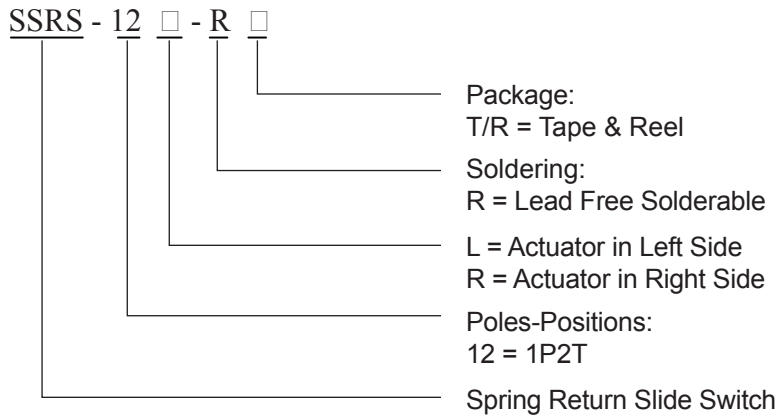 SSRS - 12 □ - R □
Package:
T/R = Tape & Reel
Soldering:
R = Lead Free Solderable
L = Actuator in Left Side
R = Actuator in Right Side
Poles-Positions:
12 = 1P2T
Spring Return Slide Switch